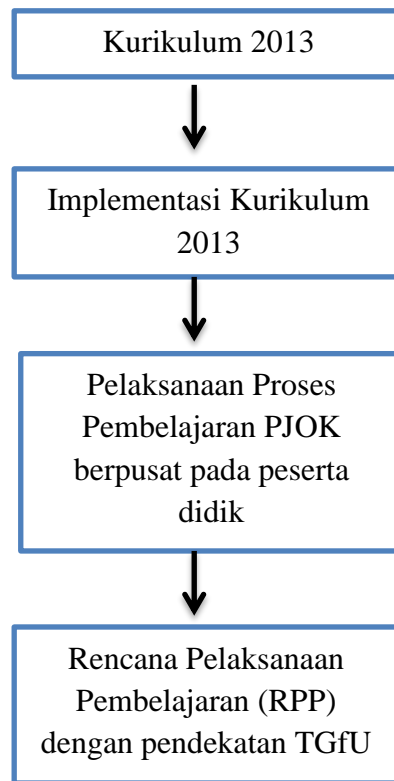 Kurikulum 2013
Implementasi Kurikulum
2013
Pelaksanaan Proses
Pembelajaran PJOK
berpusat pada peserta
didik
Rencana Pelaksanaan
Pembelajaran (RPP)
dengan pendekatan TGfU